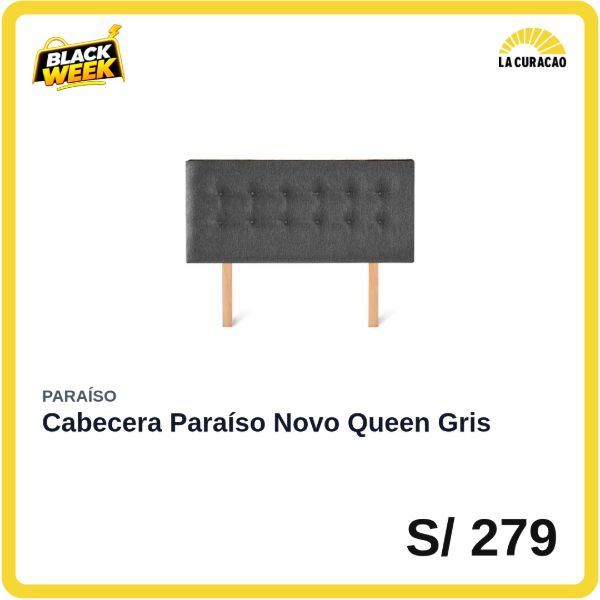 BLACK
WEEK
LA CURACAO
PARAÍSO
Cabecera Paraíso Novo Queen Gris
S/ 279